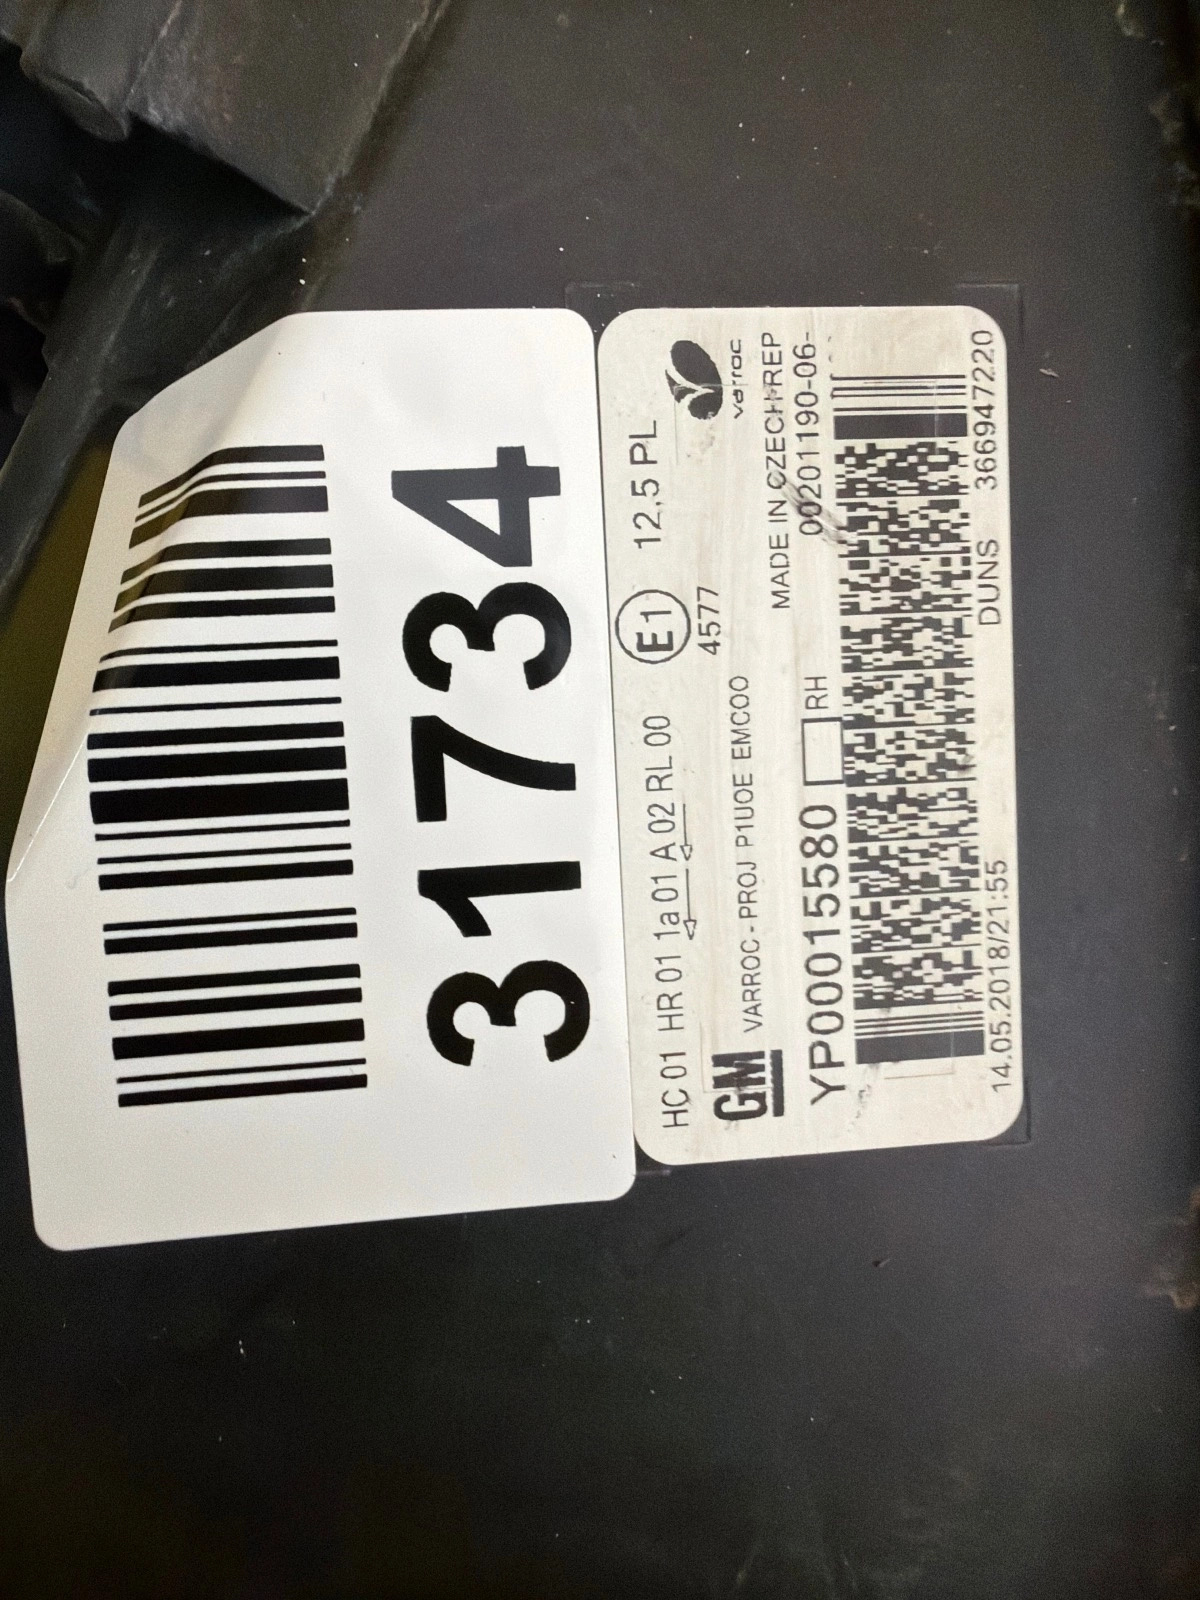 31734
HC 01 HR 01 1a 01 A 02 RL 00 E1 12,5 PL
4577
varroc
GM
VARROC - PROJ P1UOE EMCOO
MADE IN CZECH REP
YP00015580 RH
00201190-06-
14.05.2018/21:55 DUNS 366947220